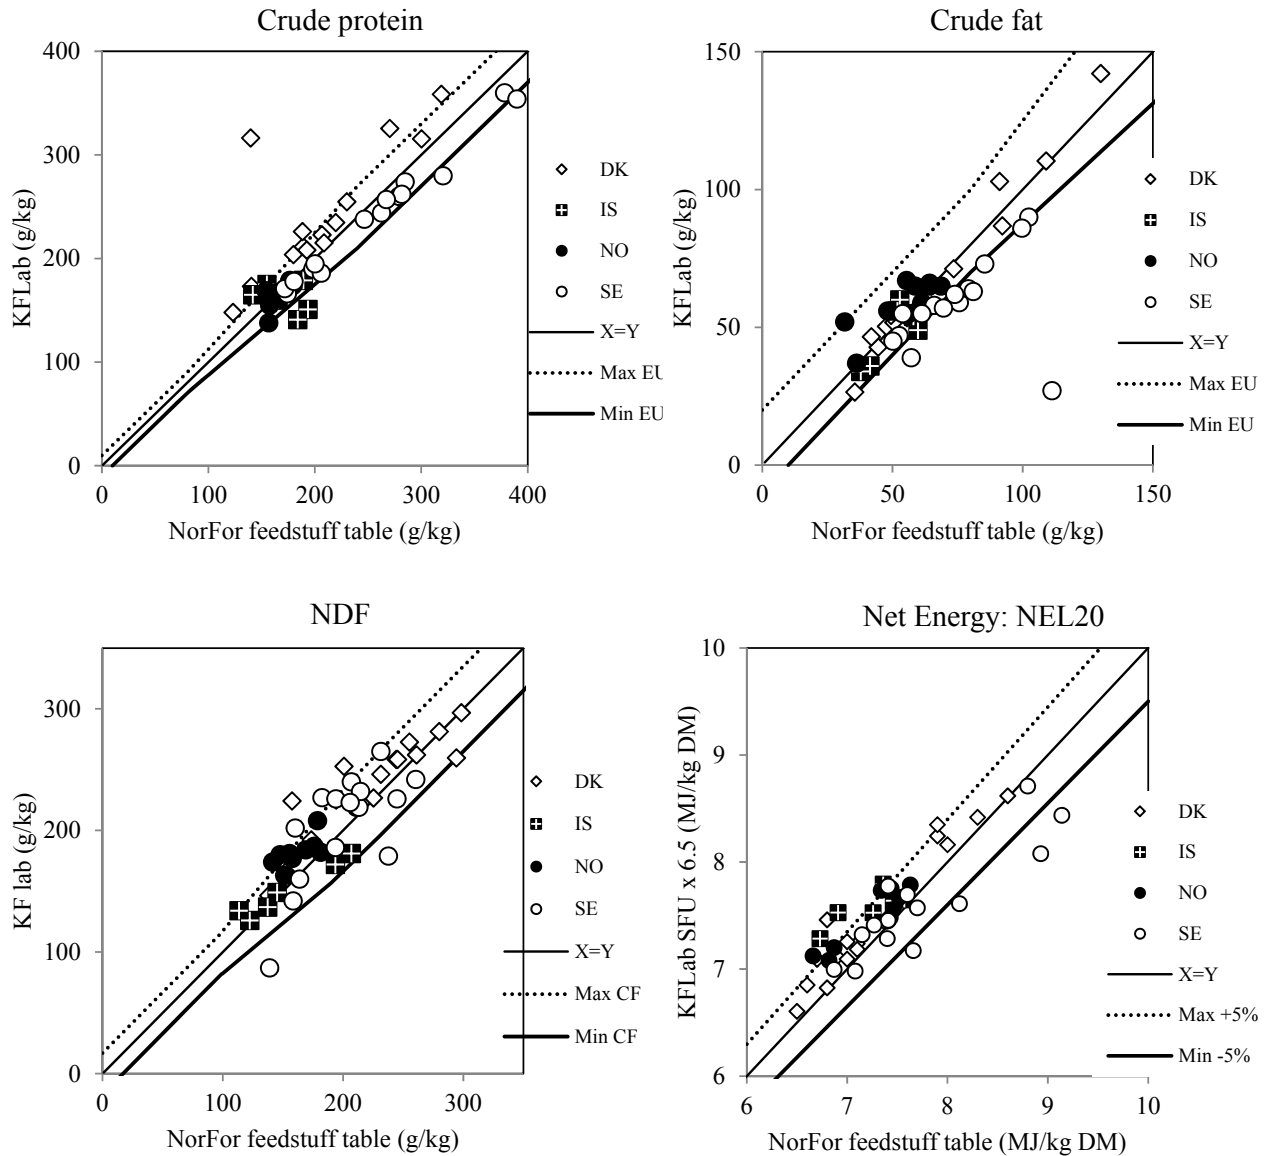 Crude protein
400
300
200
100
0
0
100
200
300
400
KFLab (g/kg)
NorFor feedstuff table (g/kg)
DK
IS
NO
SE
X=Y
Max EU
Min EU
Crude fat
150
100
50
0
0
50
100
150
KFLab (g/kg)
NorFor feedstuff table (g/kg)
DK
IS
NO
SE
X=Y
Max EU
Min EU
NDF
300
200
100
0
0
100
200
300
KF lab (g/kg)
NorFor feedstuff table (g/kg)
DK
IS
NO
SE
X=Y
Max CF
Min CF
Net Energy: NEL20
10
9
8
7
6
6
7
8
9
10
KFLab SFU x 6.5 (MJ/kg DM)
NorFor feedstuff table (MJ/kg DM)
DK
IS
NO
SE
X=Y
Max +5%
Min -5%